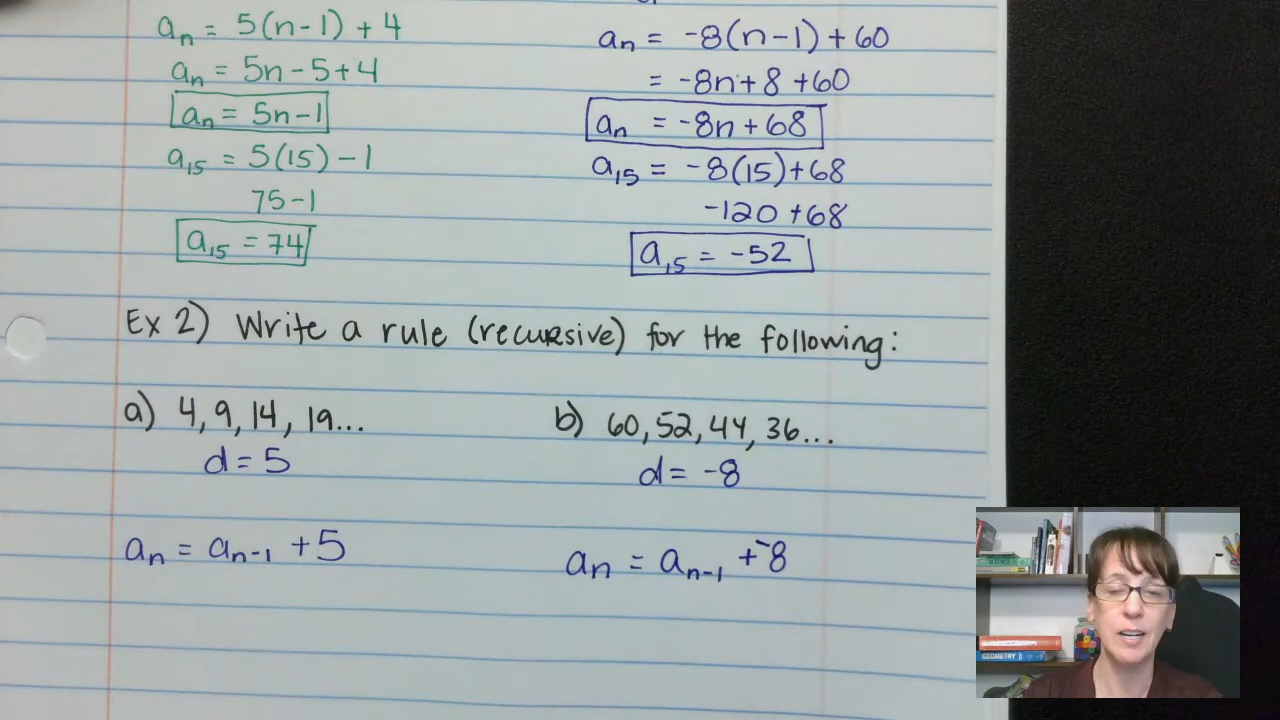 aₙ = 5(n-1) + 4
aₙ = 5n - 5 + 4
aₙ = 5n - 1
a₁₅ = 5(15) - 1
75 - 1
a₁₅ = 74
aₙ = -8(n-1) + 60
= -8n + 8 + 60
aₙ = -8n + 68
a₁₅ = -8(15) + 68
-120 + 68
a₁₅ = -52
Ex 2) Write a rule (recursive) for the following:
a) 4, 9, 14, 19...
d = 5
aₙ = aₙ₋₁ + 5
b) 60, 52, 44, 36...
d = -8
aₙ = aₙ₋₁ + ⁻8
GEOMETRY